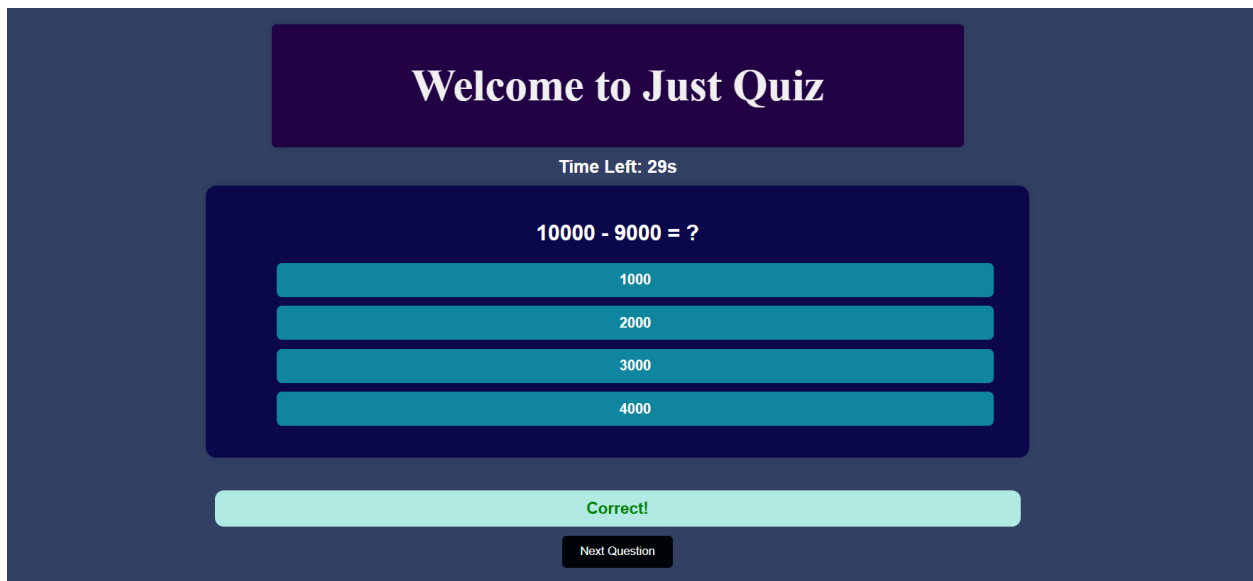 Welcome to Just Quiz
Time Left: 29s
10000 - 9000 = ?
1000
2000
3000
4000
Correct!
Next Question